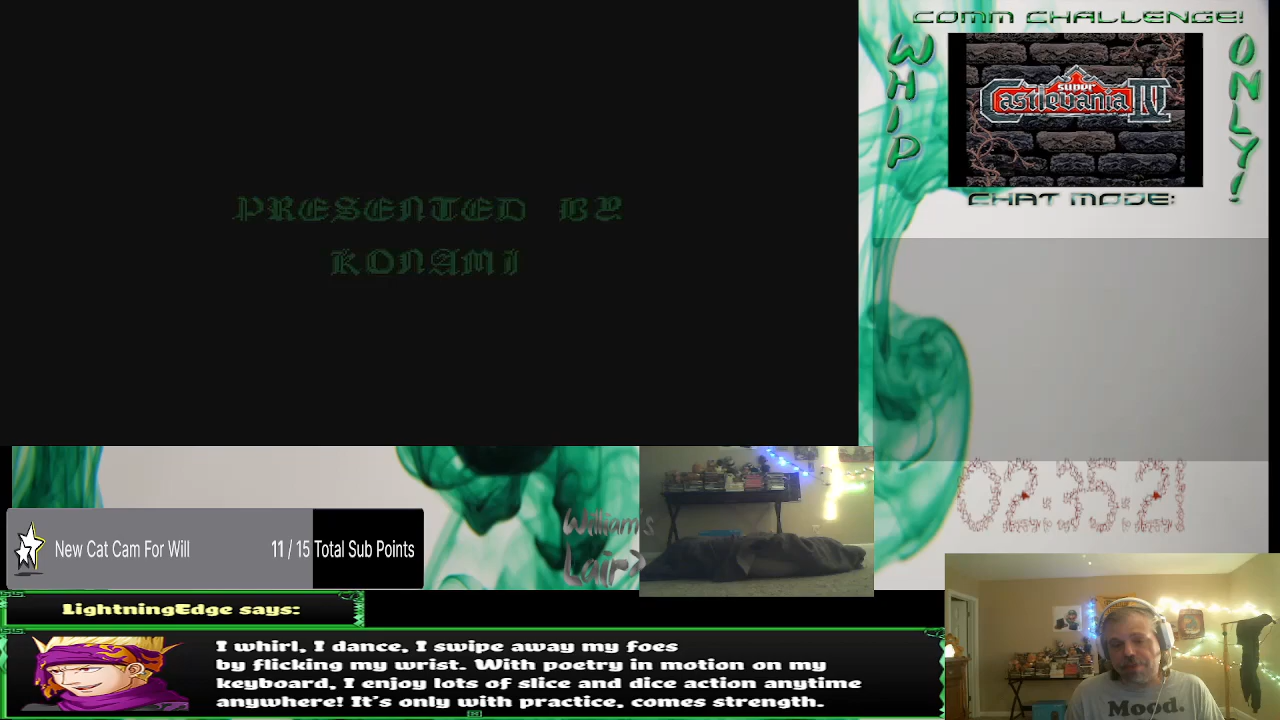 PRESENTED BY
KONAMI
COMM CHALLENGE!
WHIP
ONLY!
SUPER
Castlevania IV
CHAT MODE:
02:35:21
New Cat Cam For Will
11 / 15 Total Sub Points
William's
Lair>
LightningEdge says:
I whirl, I dance, I swipe away my foes
by flicking my wrist. With poetry in motion on my
keyboard, I enjoy lots of slice and dice action anytime
anywhere! It's only with practice, comes strength.
Mood.